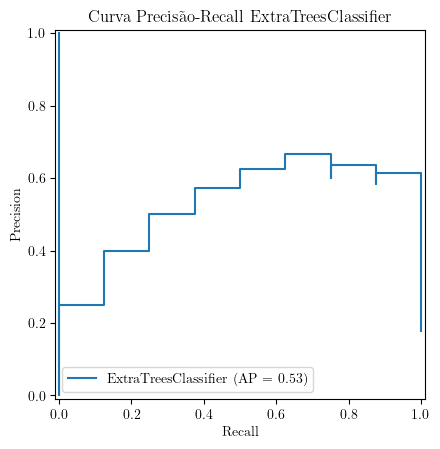 Curva Precisão-Recall ExtraTreesClassifier
1.0
0.8
0.6
0.4
0.2
0.0
Precision
ExtraTreesClassifier (AP = 0.53)
0.0 0.2 0.4 0.6 0.8 1.0
Recall